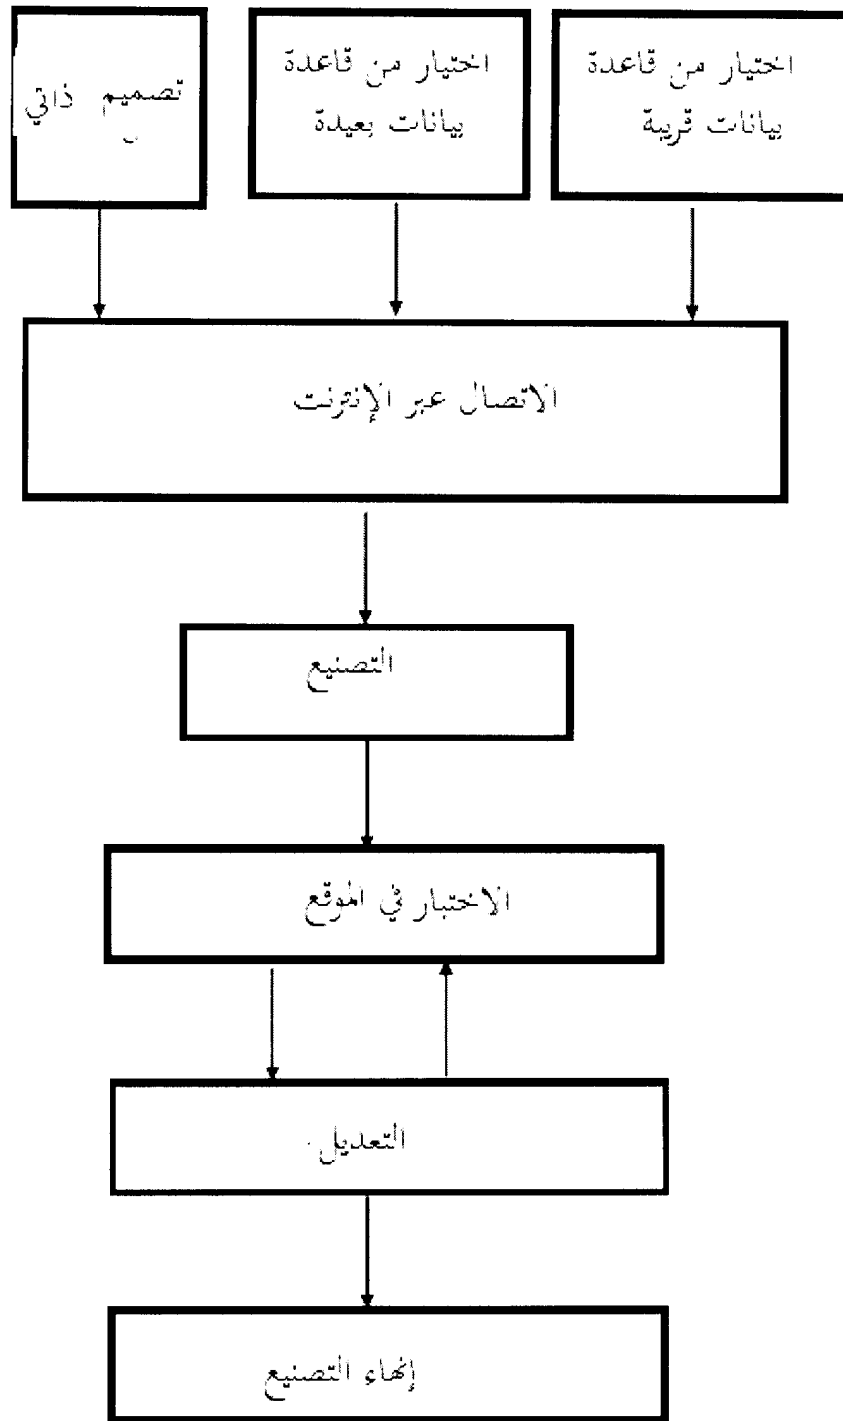 اختيار من قاعدة
بيانات قريبة
اختيار من قاعدة
بيانات بعيدة
تصميم ذاتي
الاتصال عبر الإنترنت
التصنيع
الاختبار في الموقع
التعديل.
إنهاء التصنيع